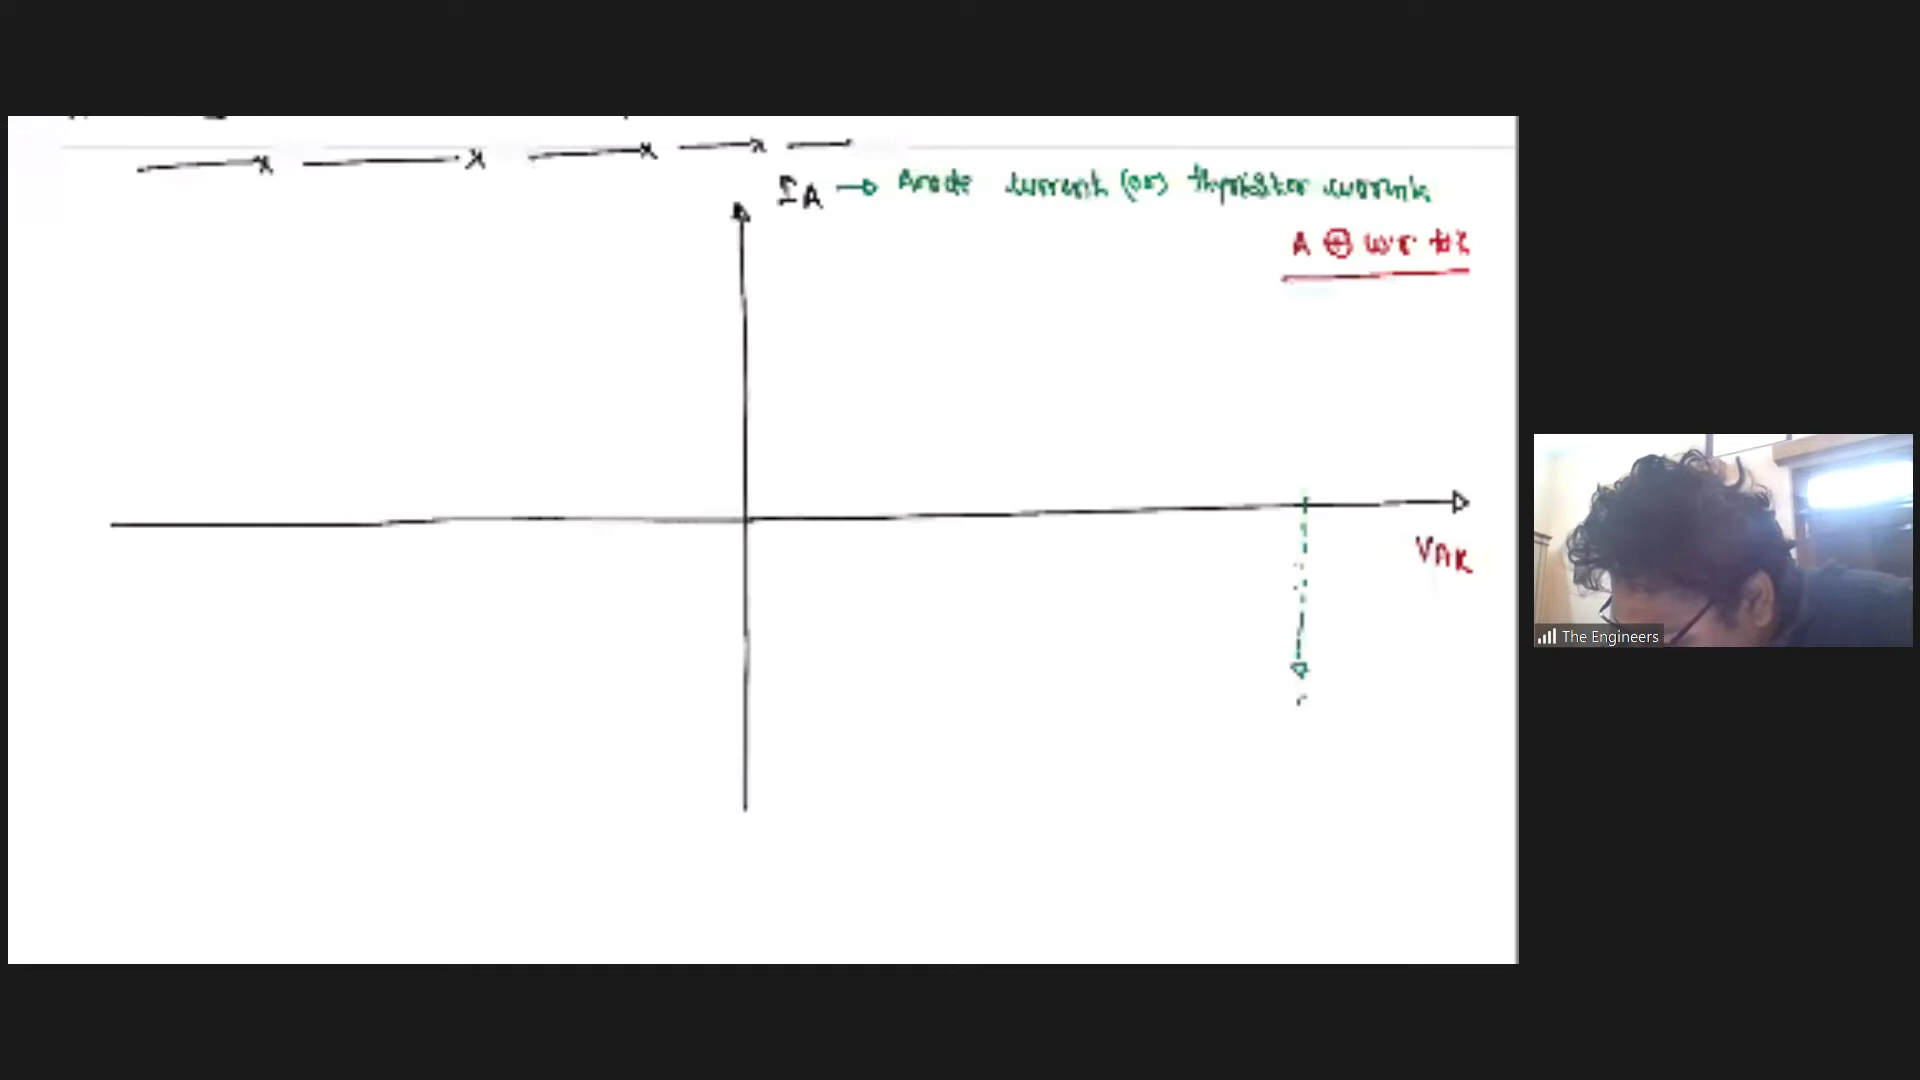 IA → Anode current (or) thyristor current
A ⊕ w.r.t K
VAK
The Engineers